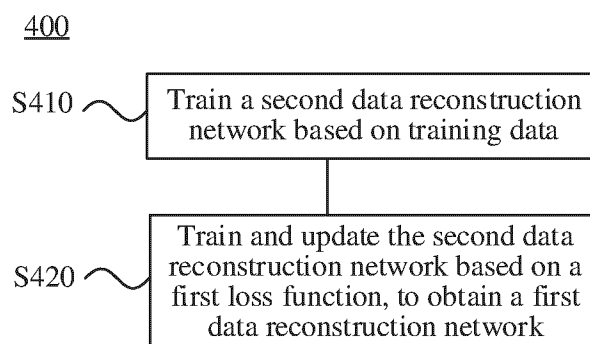 400
S410
Train a second data reconstruction
network based on training data
S420
Train and update the second data
reconstruction network based on a
first loss function, to obtain a first
data reconstruction network